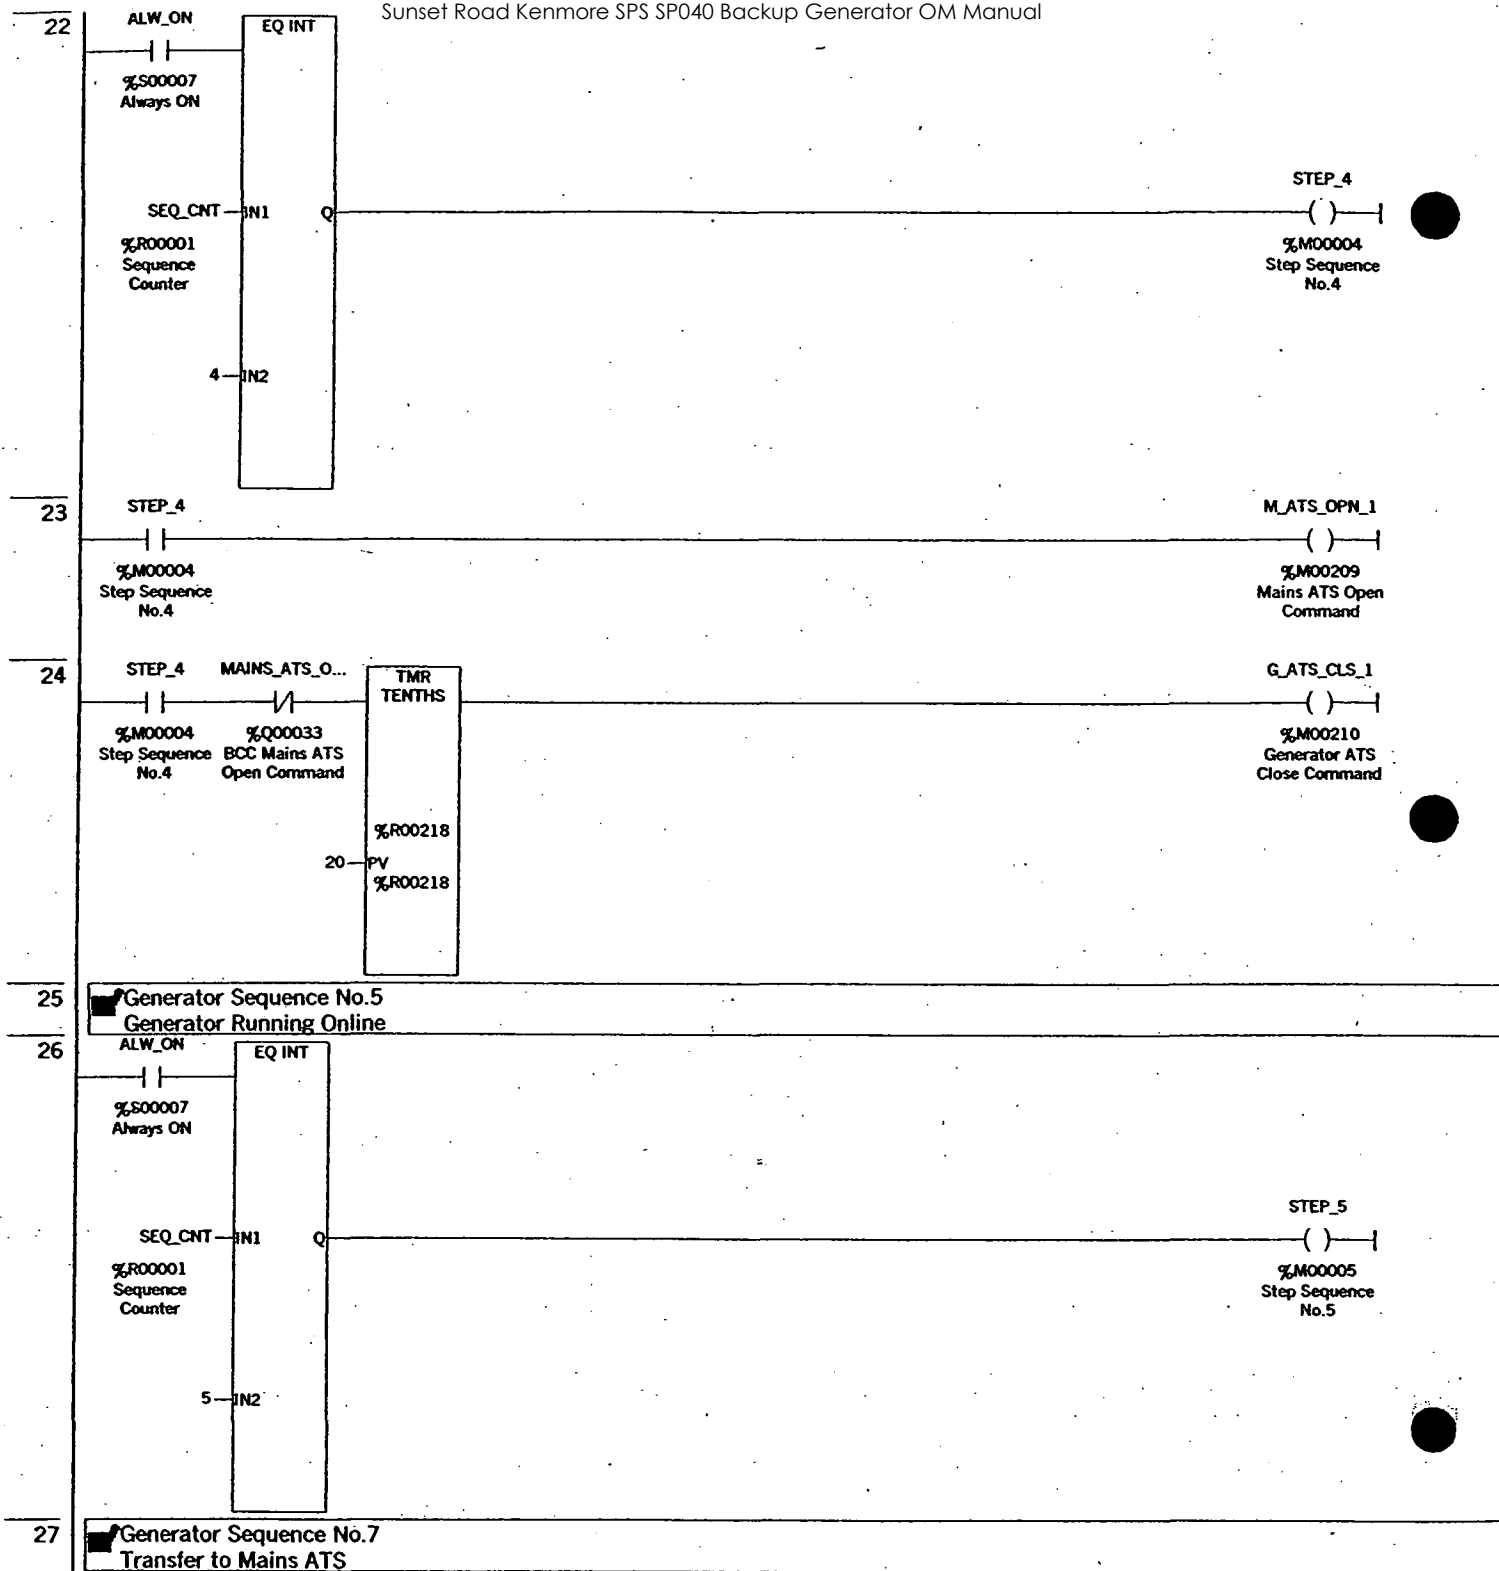 Sunset Road Kenmore SPS SP040 Backup Generator OM Manual
22
ALW_ON
EQ INT
%S00007
Always ON
STEP_4
SEQ_CNT
IN1
Q
%R00001
Sequence
Counter
%M00004
Step Sequence
No.4
4
IN2
23
STEP_4
M_ATS_OPN_1
%M00004
Step Sequence
No.4
%M00209
Mains ATS Open
Command
24
STEP_4
MAINS_ATS_O...
TMR
TENTHS
G_ATS_CLS_1
%M00004
Step Sequence
No.4
%Q00033
BCC Mains ATS
Open Command
%M00210
Generator ATS
Close Command
%R00218
20
PV
%R00218
25
Generator Sequence No.5
Generator Running Online
26
ALW_ON
EQ INT
%S00007
Always ON
STEP_5
SEQ_CNT
IN1
Q
%R00001
Sequence
Counter
%M00005
Step Sequence
No.5
5
IN2
27
Generator Sequence No.7
Transfer to Mains ATS